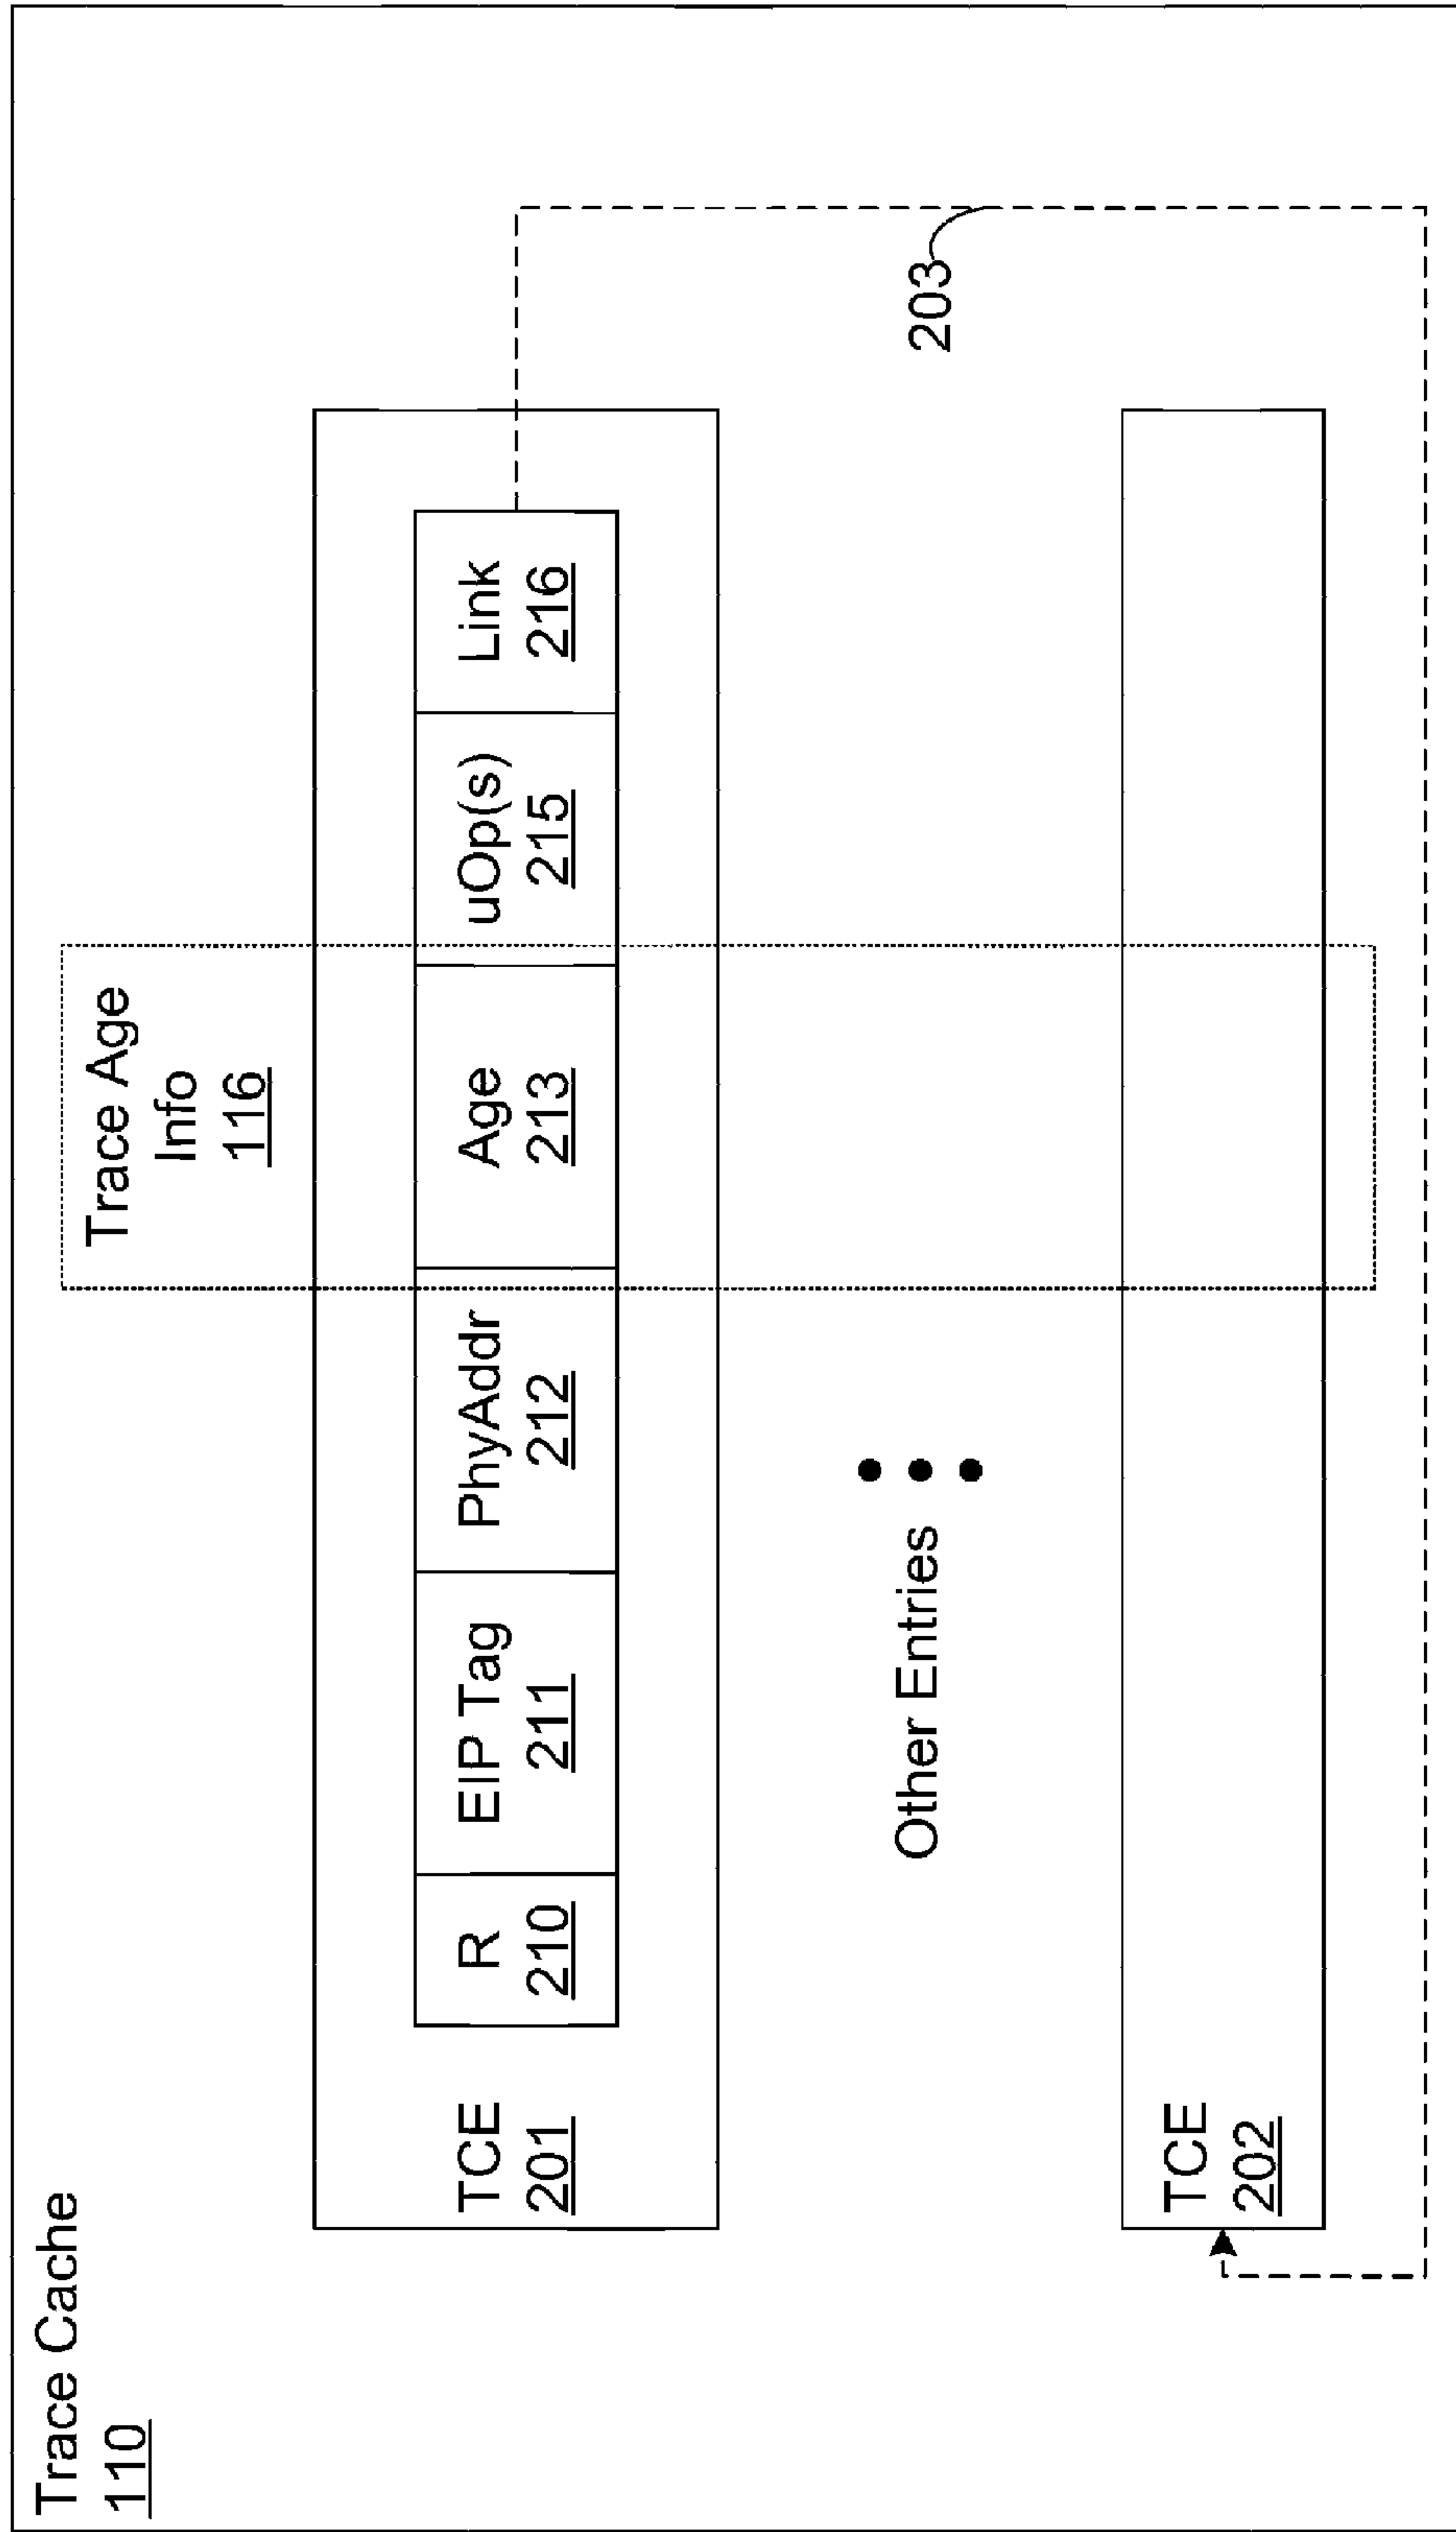 Trace Cache
110
Trace Age
Info
116
TCE
201
R
210
EIP Tag
211
PhyAddr
212
Age
213
uOp(s)
215
Link
216
Other Entries
203
TCE
202